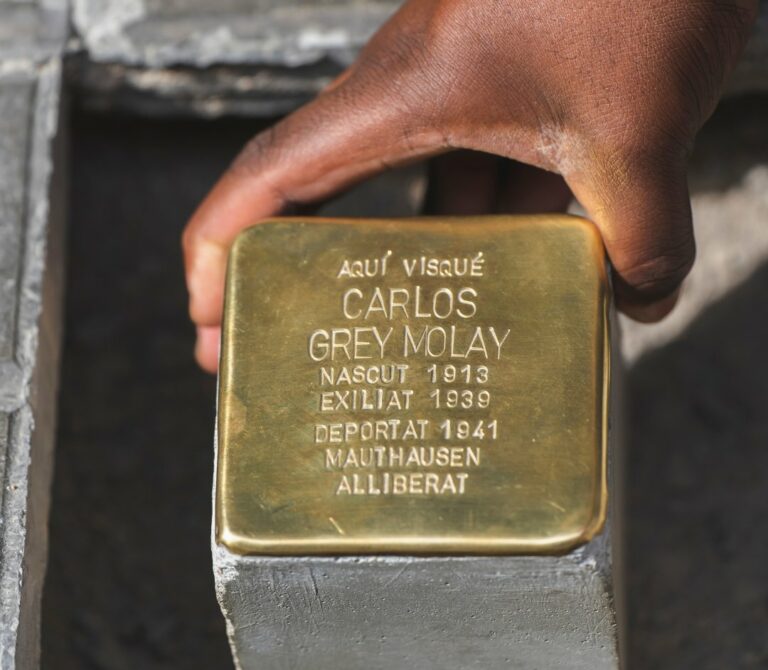 AQUÍ VISQUÉ
CARLOS
GREY MOLAY
NASCUT 1913
EXILIAT 1939
DEPORTAT 1941
MAUTHAUSEN
ALLIBERAT